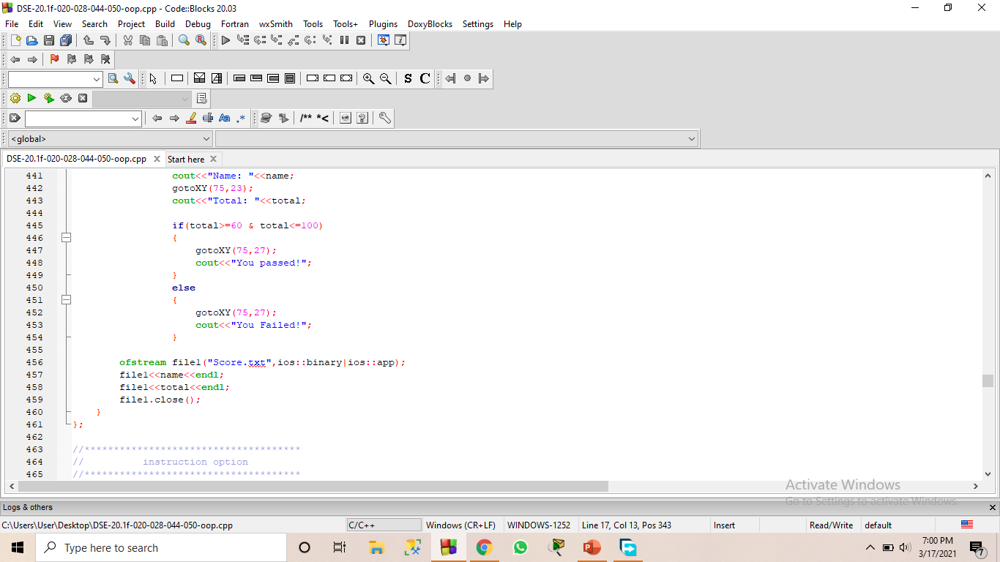 DSE-20.1f-020-028-044-050-oop.cpp - Code::Blocks 20.03
File Edit View Search Project Build Debug Fortran wxSmith Tools Tools+ Plugins DoxyBlocks Settings Help
S C
Aa .* /** *<
<global>
DSE-20.1f-020-028-044-050-oop.cpp Start here
441 cout<<"Name: "<<name;
442 gotoXY(75,23);
443 cout<<"Total: "<<total;
444
445 if(total>=60 & total<=100)
446 {
447 gotoXY(75,27);
448 cout<<"You passed!";
449 }
450 else
451 {
452 gotoXY(75,27);
453 cout<<"You Failed!";
454 }
455
456 ofstream file1("Score.txt",ios::binary|ios::app);
457 file1<<name<<endl;
458 file1<<total<<endl;
459 file1.close();
460 }
461 };
462
463 //*************************************
464 // instruction option
465 //*************************************
Activate Windows
Go to Settings to activate Windows.
Logs & others
C:\Users\User\Desktop\DSE-20.1f-020-028-044-050-oop.cpp C/C++ Windows (CR+LF) WINDOWS-1252 Line 17, Col 13, Pos 343 Insert Read/Write default
Type here to search
7:00 PM
3/17/2021
7